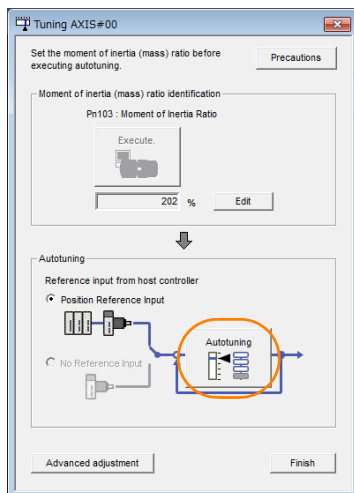 Tuning AXIS#00
Set the moment of inertia (mass) ratio before
executing autotuning.
Precautions
Moment of inertia (mass) ratio identification
Pn103 : Moment of Inertia Ratio
Execute.
202 % Edit
Autotuning
Reference input from host controller
Position Reference Input
Autotuning
No Reference Input
Advanced adjustment Finish